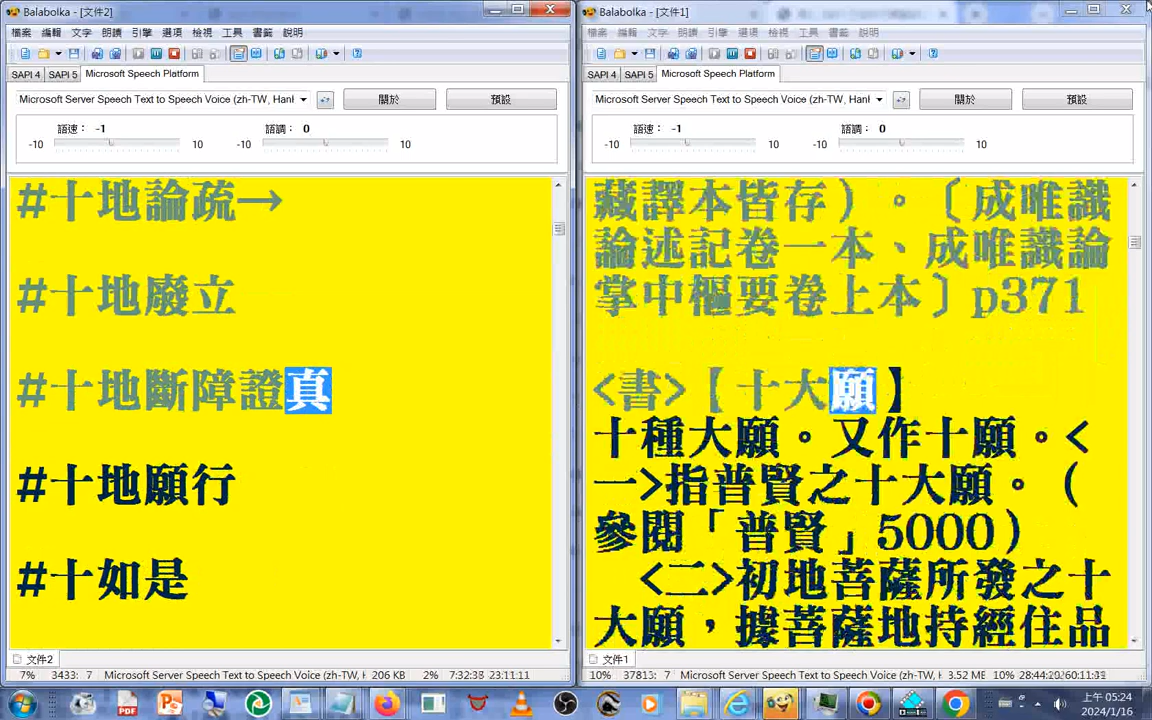 Balabolka - [文件2]
檔案 編輯 文字 朗讀 引擎 選項 檢視 工具 書籤 說明
SAPI 4 SAPI 5 Microsoft Speech Platform
Microsoft Server Speech Text to Speech Voice (zh-TW, Hanl
關於 預設
語速： -1 語調： 0
-10 10 -10 10
#十地論疏→
#十地廢立
#十地斷障證真
#十地願行
#十如是
文件2
7% 3433: 7 Microsoft Server Speech Text to Speech Voice (zh-TW, H 206 KB 2% 7:32:38 23:11:11
Balabolka - [文件1]
檔案 編輯 文字 朗讀 引擎 選項 檢視 工具 書籤 說明
SAPI 4 SAPI 5 Microsoft Speech Platform
Microsoft Server Speech Text to Speech Voice (zh-TW, Hanl
關於 預設
語速： -1 語調： 0
-10 10 -10 10
藏譯本皆存）。〔成唯識
論述記卷一本、成唯識論
掌中樞要卷上本〕p371
<書>【十大願】
十種大願。又作十願。<
一>指普賢之十大願。（
參閱「普賢」5000）
<二>初地菩薩所發之十
大願，據菩薩地持經住品
文件1
10% 37813: 7 Microsoft Server Speech Text to Speech Voice (zh-TW, H 3.52 MB 10%
上午 05:24
2024/1/16